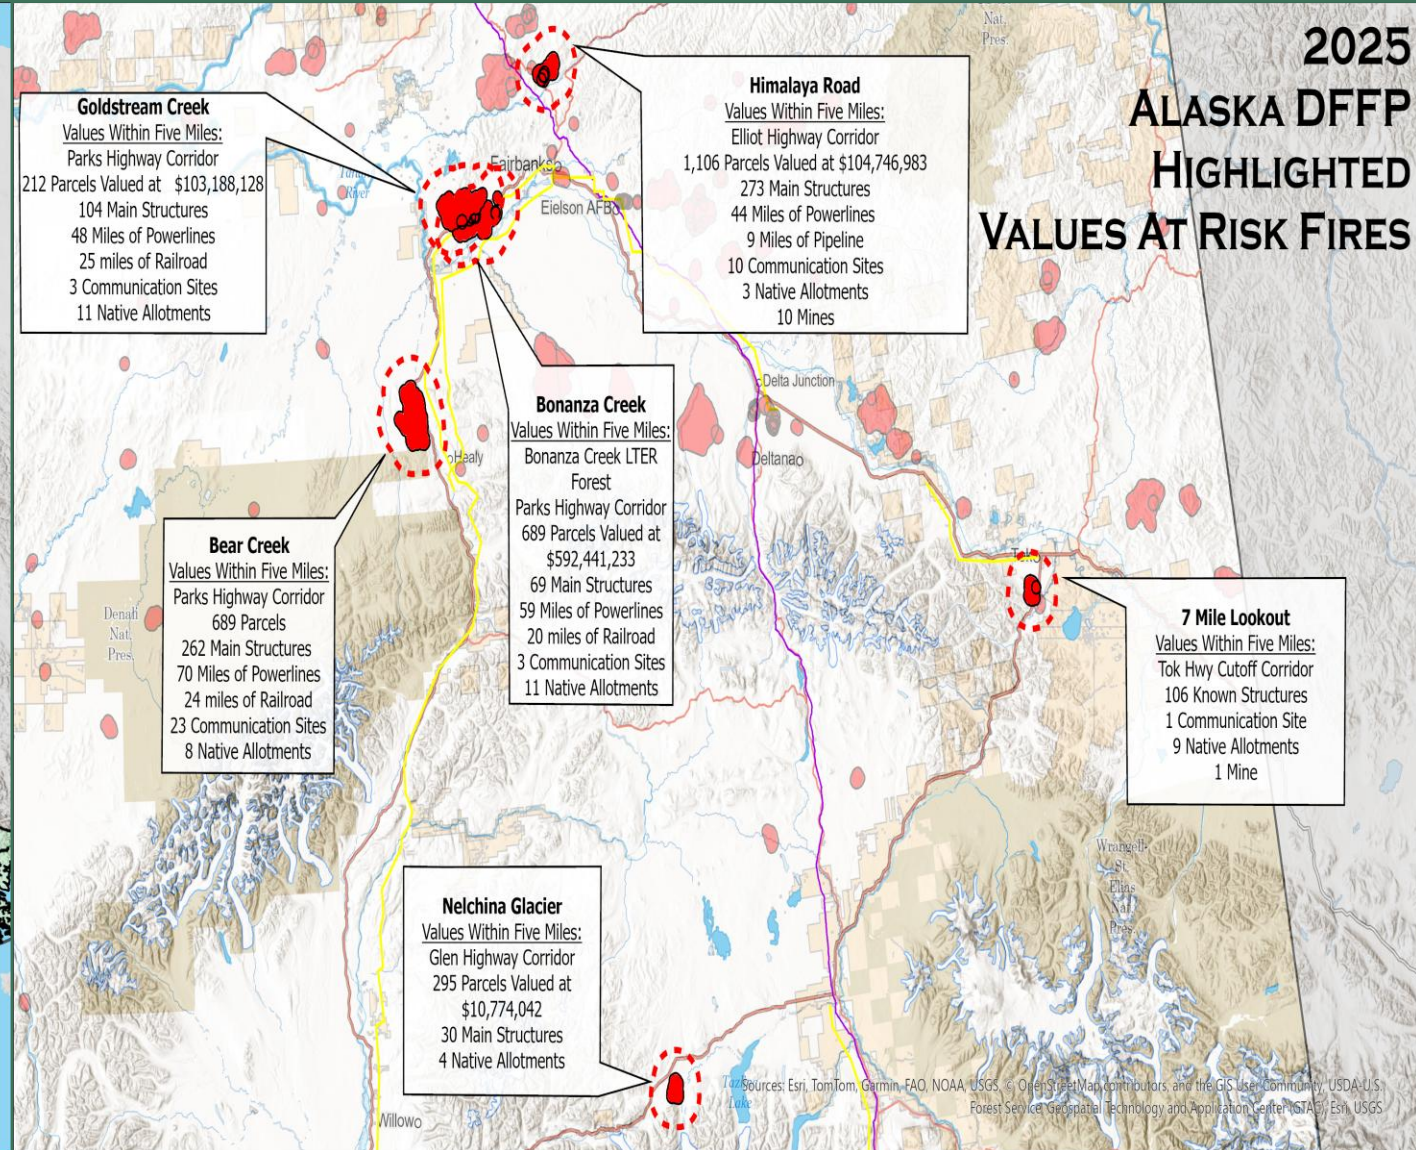 2025
ALASKA DFFP
HIGHLIGHTED
VALUES AT RISK FIRES
Nat.
Pres.
Goldstream Creek
Values Within Five Miles:
Parks Highway Corridor
212 Parcels Valued at $103,188,128
104 Main Structures
48 Miles of Powerlines
25 miles of Railroad
3 Communication Sites
11 Native Allotments
Himalaya Road
Values Within Five Miles:
Elliot Highway Corridor
1,106 Parcels Valued at $104,746,983
273 Main Structures
44 Miles of Powerlines
9 Miles of Pipeline
10 Communication Sites
3 Native Allotments
10 Mines
River
Fairbanks
Eielson AFB
Delta Junction
Deltana
Healy
Bonanza Creek
Values Within Five Miles:
Bonanza Creek LTER
Forest
Parks Highway Corridor
689 Parcels Valued at
$592,441,233
69 Main Structures
59 Miles of Powerlines
20 miles of Railroad
3 Communication Sites
11 Native Allotments
Bear Creek
Values Within Five Miles:
Parks Highway Corridor
689 Parcels
262 Main Structures
70 Miles of Powerlines
24 miles of Railroad
23 Communication Sites
8 Native Allotments
Denali
Nat.
Pres.
Tok
7 Mile Lookout
Values Within Five Miles:
Tok Hwy Cutoff Corridor
106 Known Structures
1 Communication Site
9 Native Allotments
1 Mine
Wrangell-
St.
Elias
Nat.
Pres.
Nelchina Glacier
Values Within Five Miles:
Glen Highway Corridor
295 Parcels Valued at
$10,774,042
30 Main Structures
4 Native Allotments
Willow
Lake
Sources: Esri, TomTom, Garmin, FAO, NOAA, USGS, © OpenStreetMap contributors, and the GIS User Community, USDA-U.S.
Forest Service Geospatial Technology and Application Center (GTAC), Esri, USGS